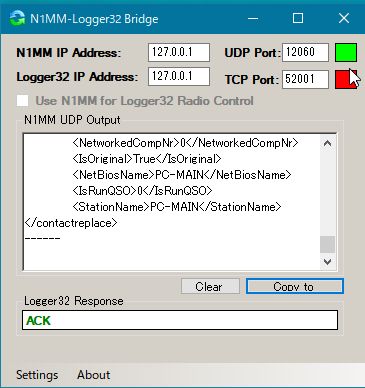 N1MM-Logger32 Bridge
N1MM IP Address: 127.0.0.1 UDP Port: 12060
Logger32 IP Address: 127.0.0.1 TCP Port: 52001
Use N1MM for Logger32 Radio Control
N1MM UDP Output
<NetworkedCompNr>0</NetworkedCompNr>
<IsOriginal>True</IsOriginal>
<NetBiosName>PC-MAIN</NetBiosName>
<IsRunQSO>0</IsRunQSO>
<StationName>PC-MAIN</StationName>
</contactreplace>
------
Clear Copy to
Logger32 Response
ACK
Settings About